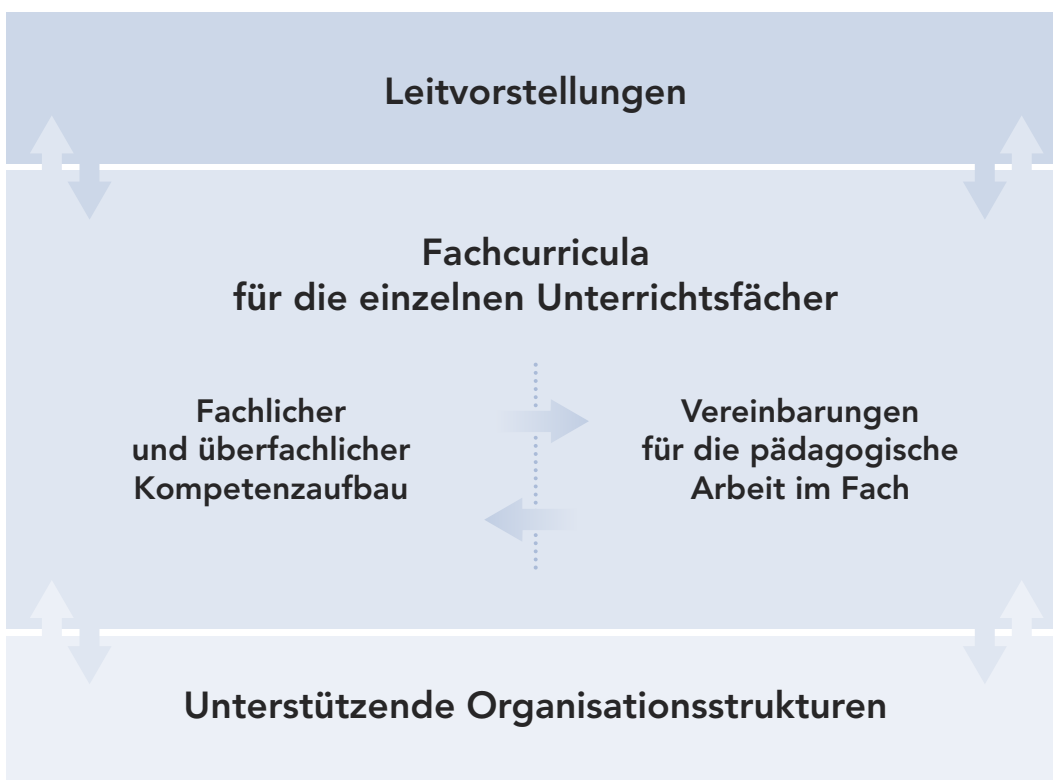 Leitvorstellungen
Fachcurricula
für die einzelnen Unterrichtsfächer
Fachlicher
und überfachlicher
Kompetenzaufbau
Vereinbarungen
für die pädagogische
Arbeit im Fach
Unterstützende Organisationsstrukturen